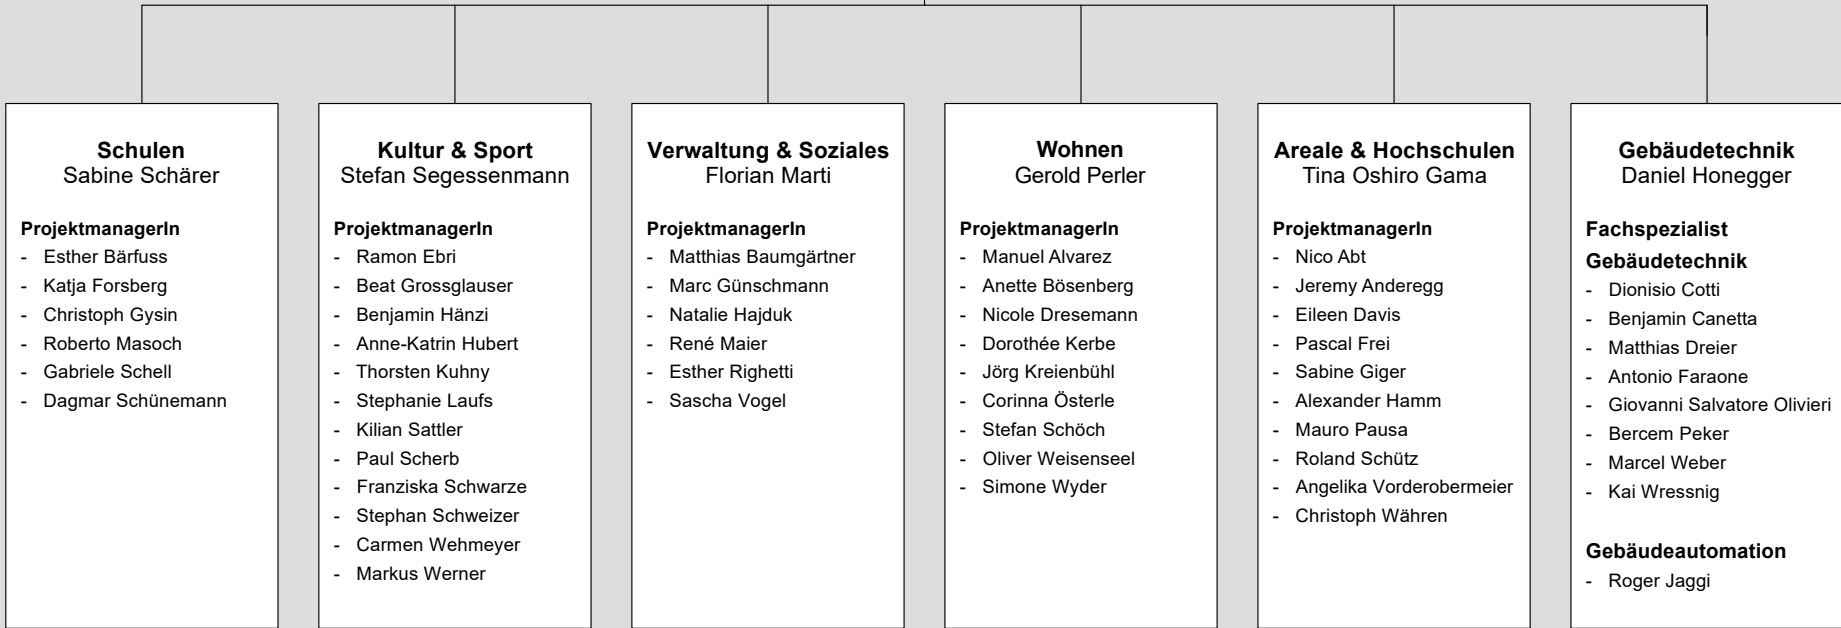 Schulen
Sabine Schärer
ProjektmanagerIn
- Esther Bärfuss
- Katja Forsberg
- Christoph Gysin
- Roberto Masoch
- Gabriele Schell
- Dagmar Schünemann
Kultur & Sport
Stefan Segessenmann
ProjektmanagerIn
- Ramon Ebri
- Beat Grossglauser
- Benjamin Hänzi
- Anne-Katrin Hubert
- Thorsten Kuhny
- Stephanie Laufs
- Kilian Sattler
- Paul Scherb
- Franziska Schwarze
- Stephan Schweizer
- Carmen Wehmeyer
- Markus Werner
Verwaltung & Soziales
Florian Marti
ProjektmanagerIn
- Matthias Baumgärtner
- Marc Günschmann
- Natalie Hajduk
- René Maier
- Esther Righetti
- Sascha Vogel
Wohnen
Gerold Perler
ProjektmanagerIn
- Manuel Alvarez
- Anette Bösenberg
- Nicole Dresemann
- Dorothée Kerbe
- Jörg Kreienbühl
- Corinna Österle
- Stefan Schöch
- Oliver Weisenseel
- Simone Wyder
Areale & Hochschulen
Tina Oshiro Gama
ProjektmanagerIn
- Nico Abt
- Jeremy Anderegg
- Eileen Davis
- Pascal Frei
- Sabine Giger
- Alexander Hamm
- Mauro Pausa
- Roland Schütz
- Angelika Vorderobermeier
- Christoph Währen
Gebäudetechnik
Daniel Honegger
Fachspezialist
Gebäudetechnik
- Dionisio Cotti
- Benjamin Canetta
- Matthias Dreier
- Antonio Faraone
- Giovanni Salvatore Olivieri
- Bercem Peker
- Marcel Weber
- Kai Wressnig
Gebäudeautomation
- Roger Jaggi